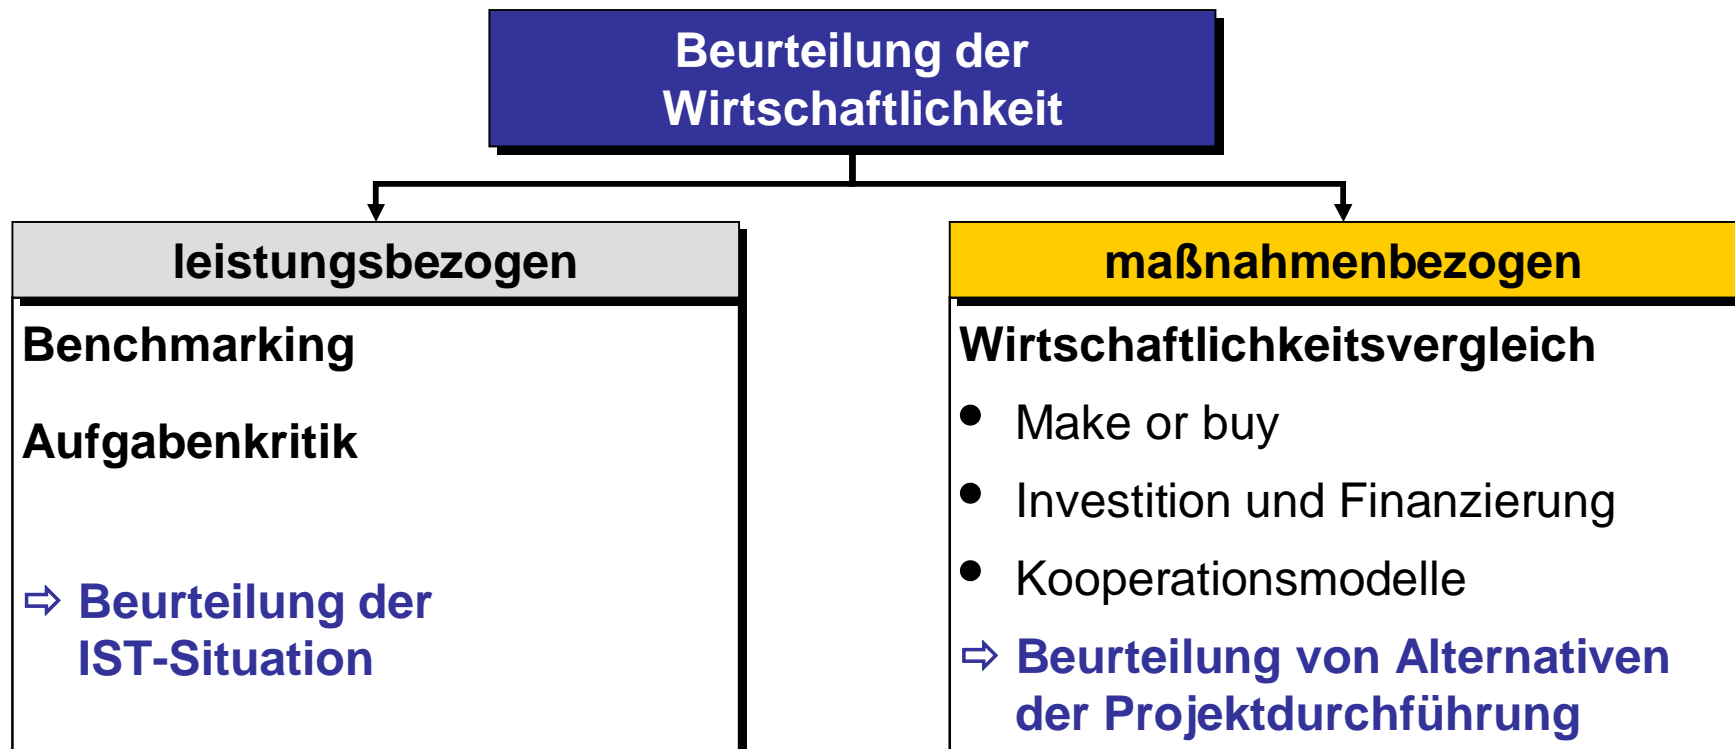 Beurteilung der
Wirtschaftlichkeit
leistungsbezogen
Benchmarking
Aufgabenkritik
⇨ Beurteilung der
IST-Situation
maßnahmenbezogen
Wirtschaftlichkeitsvergleich
• Make or buy
• Investition und Finanzierung
• Kooperationsmodelle
⇨ Beurteilung von Alternativen
der Projektdurchführung